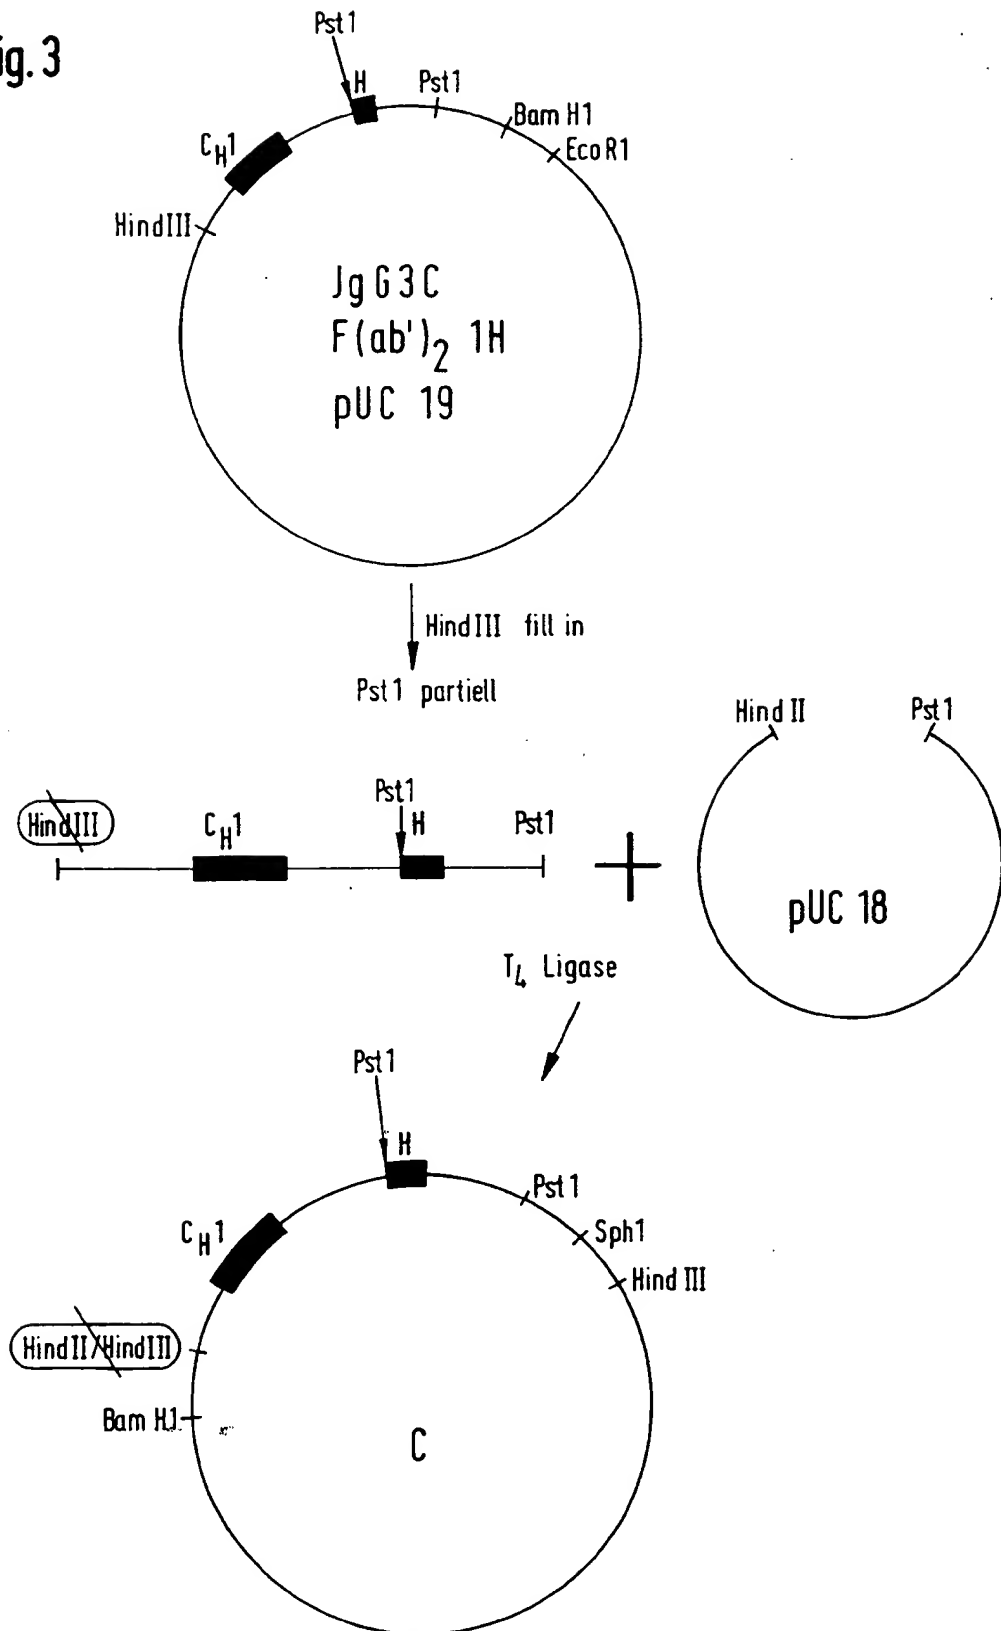 ig. 3
Pst1
H
Pst1
Bam H1
EcoR1
CH1
HindIII
JgG3C
F(ab')2 1H
pUC 19
HindIII fill in
Pst1 partiell
Hind II
Pst1
HindIII
CH1
Pst1
H
Pst1
+
pUC 18
T4 Ligase
Pst1
H
Pst1
Sph1
Hind III
CH1
HindII/HindIII
Bam H1
C